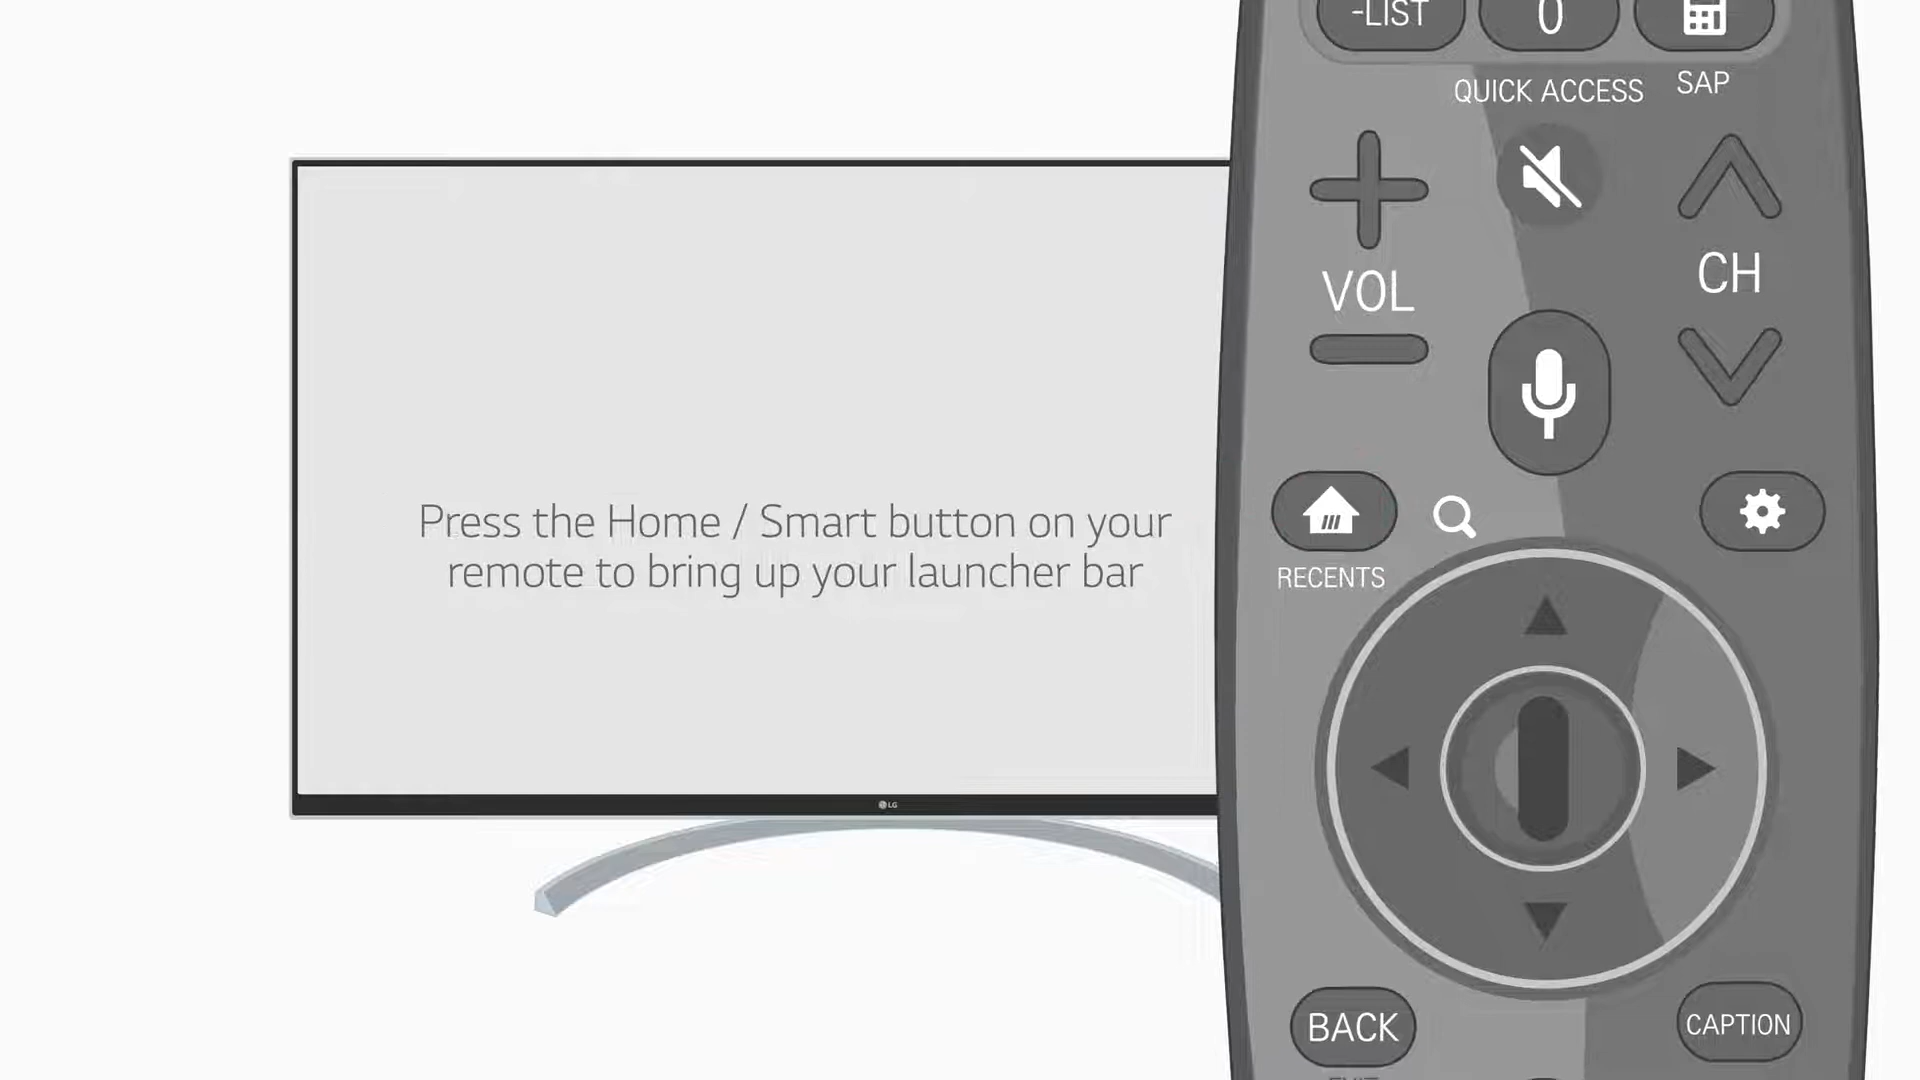 -LIST
0
QUICK ACCESS
SAP
VOL
CH
Press the Home / Smart button on your
remote to bring up your launcher bar
RECENTS
LG
BACK
CAPTION